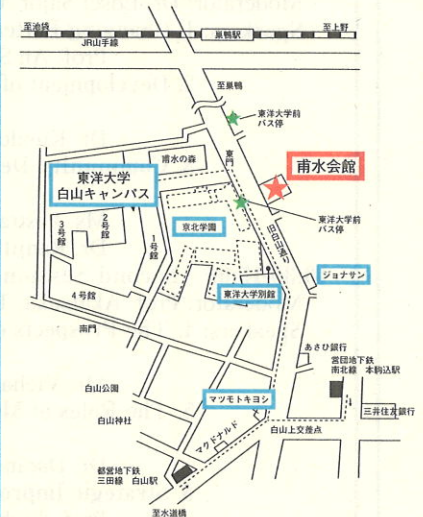 至池袋
巣鴨駅
至上野
JR山手線
至巣鴨
東洋大学前
バス停
東門
甫水の森
甫水会館
東洋大学
白山キャンパス
京北学園
東洋大学前
バス停
旧白山通り
3号館
2号館
1号館
ジョナサン
東洋大学別館
4号館
南門
あさひ銀行
営団地下鉄
南北線 本駒込駅
白山公園
マツモトキヨシ
三井住友銀行
白山神社
マクドナルド
白山上交差点
都営地下鉄
三田線 白山駅
至水道橋